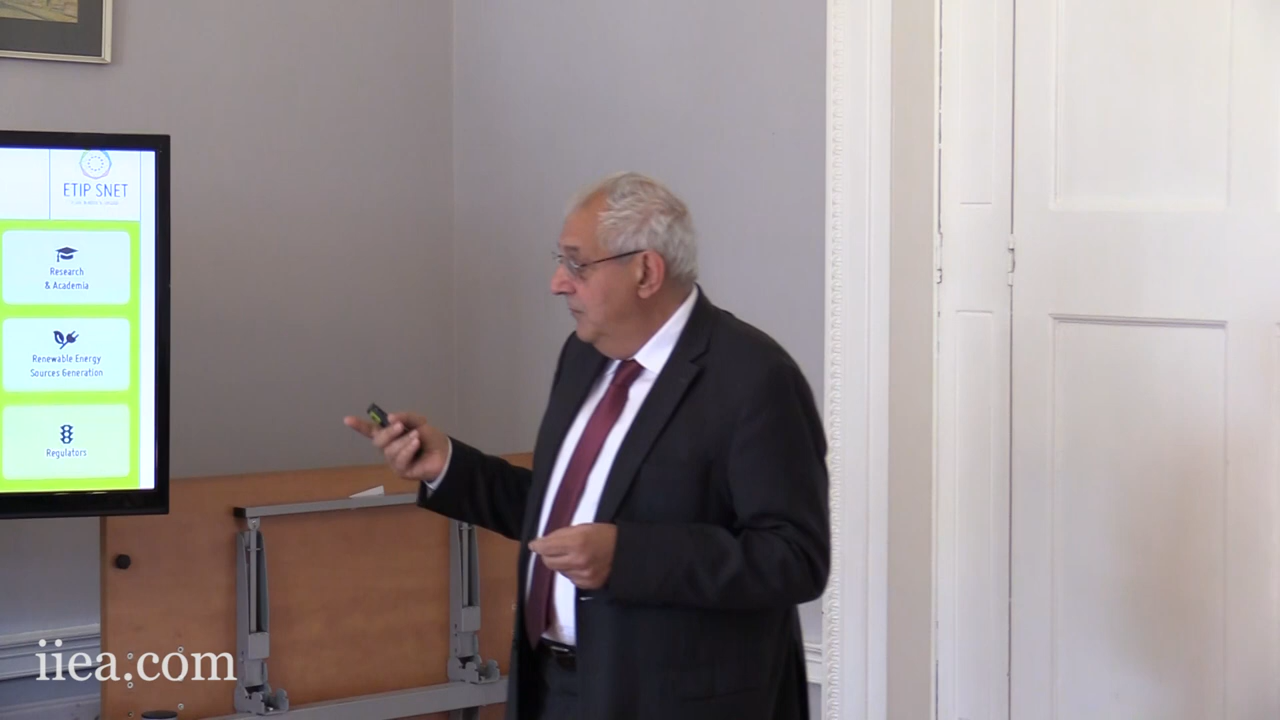 ETIP SNET
Research
& Academia
Renewable Energy
Sources Generation
Regulators
iiea.com